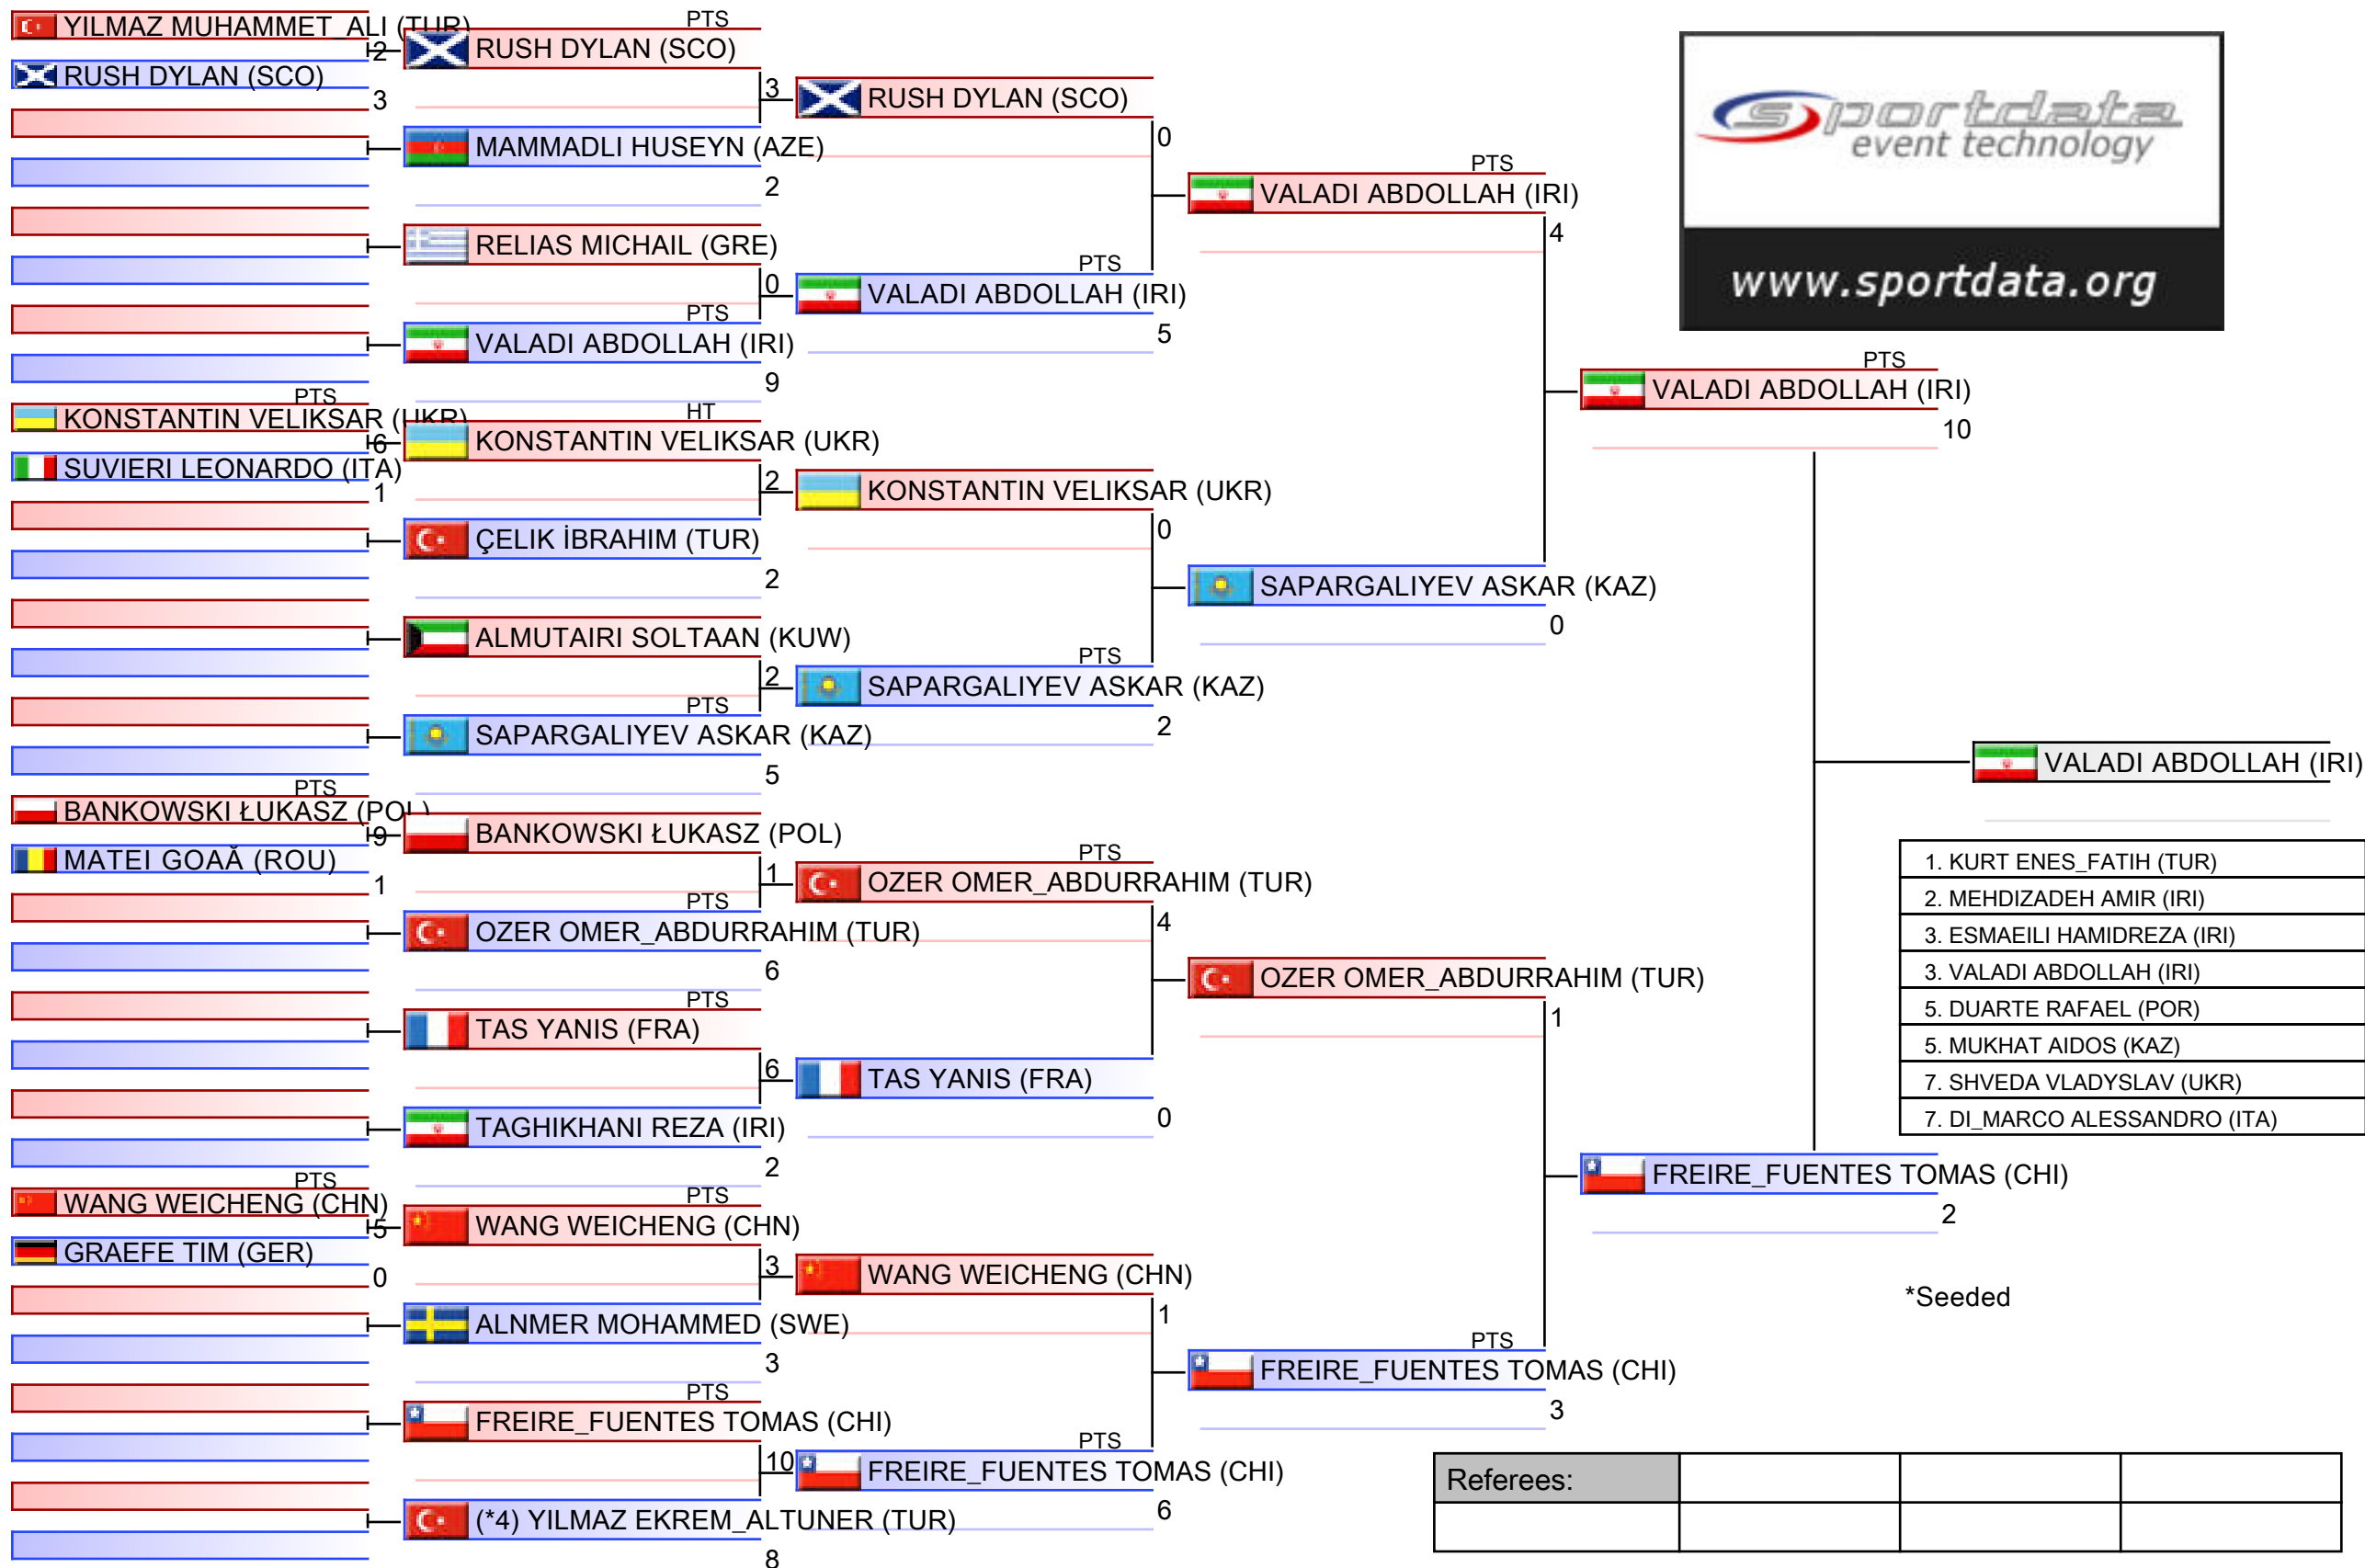 YILMAZ MUHAMMET_ALI (TUR)
2
RUSH DYLAN (SCO)
3
PTS
KONSTANTIN VELIKSAR (UKR)
6
SUVIERI LEONARDO (ITA)
1
PTS
BANKOWSKI ŁUKASZ (POL)
9
MATEI GOAĂ (ROU)
1
PTS
WANG WEICHENG (CHN)
5
GRAEFE TIM (GER)
0
PTS
RUSH DYLAN (SCO)
3
MAMMADLI HUSEYN (AZE)
2
RELIAS MICHAIL (GRE)
0
PTS
VALADI ABDOLLAH (IRI)
9
HT
KONSTANTIN VELIKSAR (UKR)
2
ÇELIK İBRAHIM (TUR)
2
ALMUTAIRI SOLTAAN (KUW)
2
PTS
SAPARGALIYEV ASKAR (KAZ)
5
BANKOWSKI ŁUKASZ (POL)
1
PTS
OZER OMER_ABDURRAHIM (TUR)
6
PTS
TAS YANIS (FRA)
6
TAGHIKHANI REZA (IRI)
2
PTS
WANG WEICHENG (CHN)
3
ALNMER MOHAMMED (SWE)
3
PTS
FREIRE_FUENTES TOMAS (CHI)
10
(*4) YILMAZ EKREM_ALTUNER (TUR)
8
RUSH DYLAN (SCO)
0
PTS
VALADI ABDOLLAH (IRI)
5
KONSTANTIN VELIKSAR (UKR)
0
PTS
SAPARGALIYEV ASKAR (KAZ)
2
PTS
OZER OMER_ABDURRAHIM (TUR)
4
TAS YANIS (FRA)
0
WANG WEICHENG (CHN)
1
PTS
FREIRE_FUENTES TOMAS (CHI)
6
PTS
VALADI ABDOLLAH (IRI)
4
SAPARGALIYEV ASKAR (KAZ)
0
OZER OMER_ABDURRAHIM (TUR)
1
PTS
FREIRE_FUENTES TOMAS (CHI)
3
PTS
VALADI ABDOLLAH (IRI)
10
FREIRE_FUENTES TOMAS (CHI)
2
VALADI ABDOLLAH (IRI)
sportdata
event technology
www.sportdata.org
1. KURT ENES_FATIH (TUR)
2. MEHDIZADEH AMIR (IRI)
3. ESMAEILI HAMIDREZA (IRI)
3. VALADI ABDOLLAH (IRI)
5. DUARTE RAFAEL (POR)
5. MUKHAT AIDOS (KAZ)
7. SHVEDA VLADYSLAV (UKR)
7. DI_MARCO ALESSANDRO (ITA)
*Seeded
Referees: